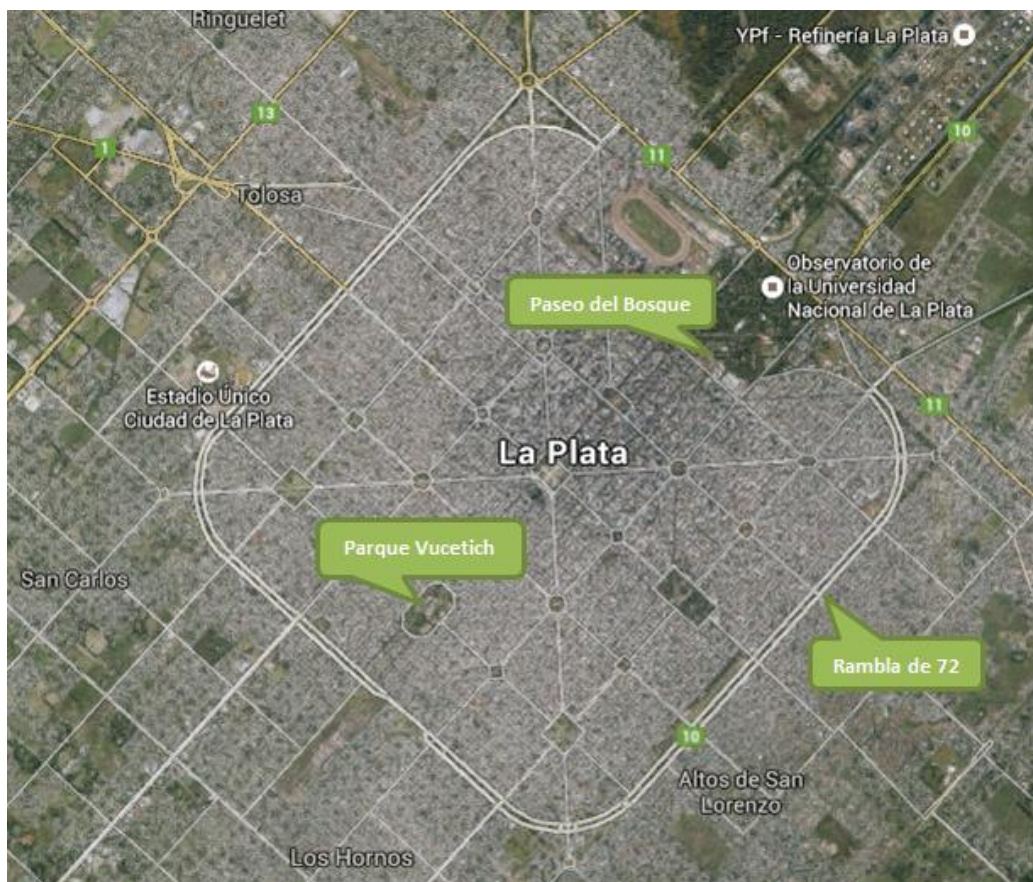 Ringuelet
YPf - Refinería La Plata
13
10
1
11
Tolosa
Observatorio de
la Universidad
Nacional de La Plata
Paseo del Bosque
Estadio Único
Ciudad de La Plata
11
La Plata
Parque Vucetich
San Carlos
Rambla de 72
10
Altos de San
Lorenzo
Los Hornos